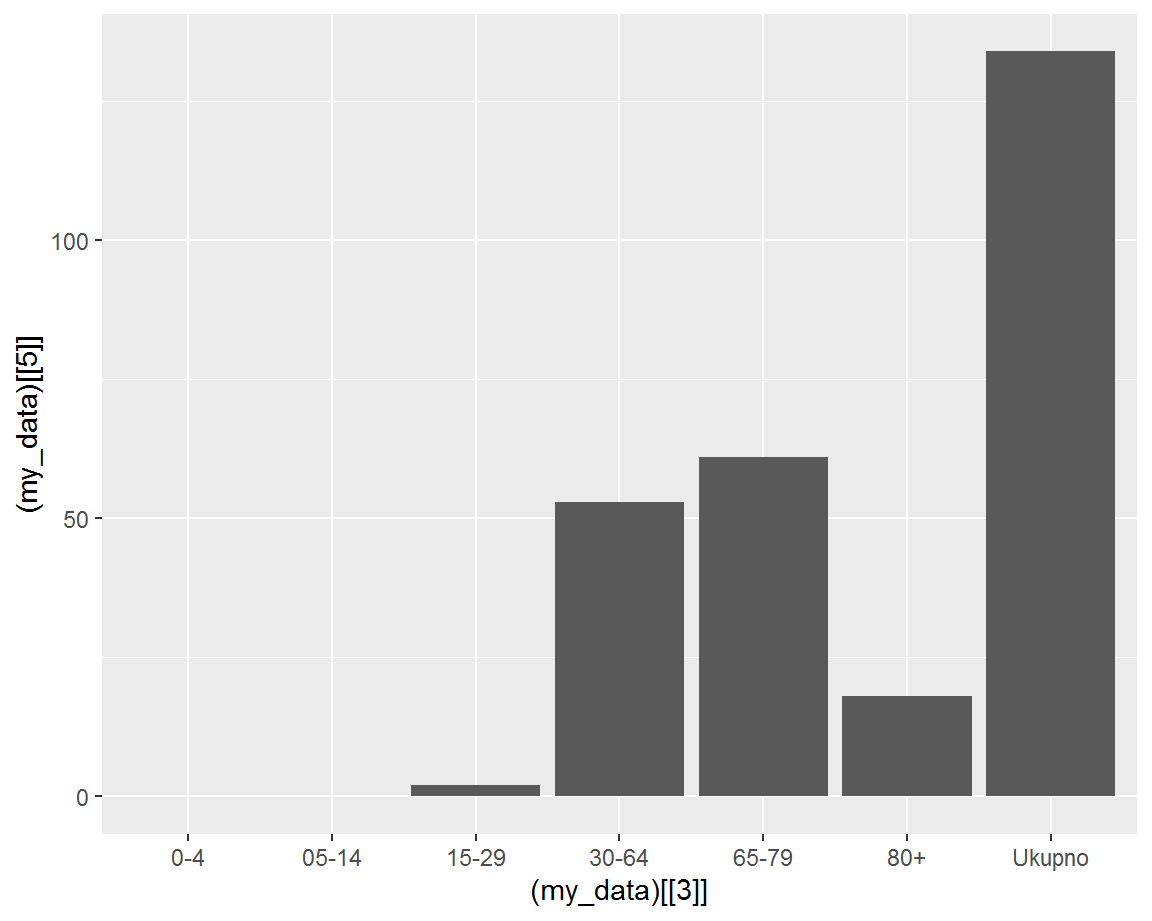 (my_data)[[5]]
100
50
0
0-4 05-14 15-29 30-64 65-79 80+ Ukupno
(my_data)[[3]]